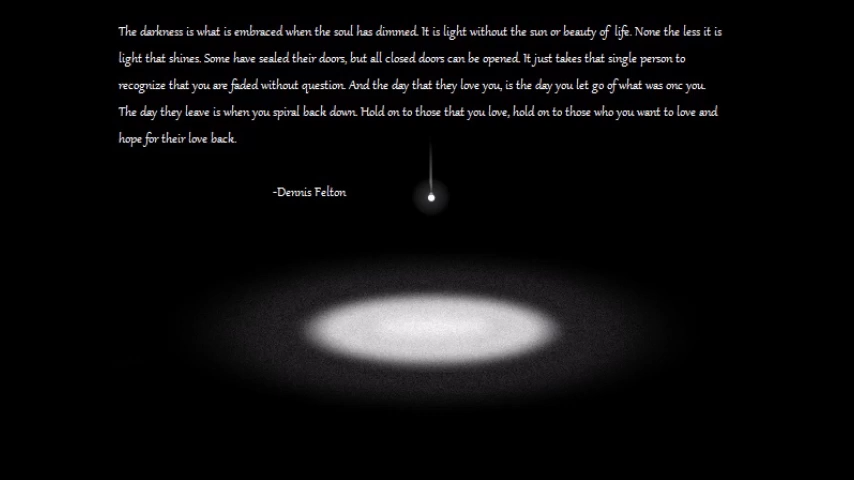 The darkness is what is embraced when the soul has dimmed. It is light without the sun or beauty of life. None the less it is
light that shines. Some have sealed their doors, but all closed doors can be opened. It just takes that single person to
recognize that you are faded without question. And the day that they love you, is the day you let go of what was onc you.
The day they leave is when you spiral back down. Hold on to those that you love, hold on to those who you want to love and
hope for their love back.
-Dennis Felton